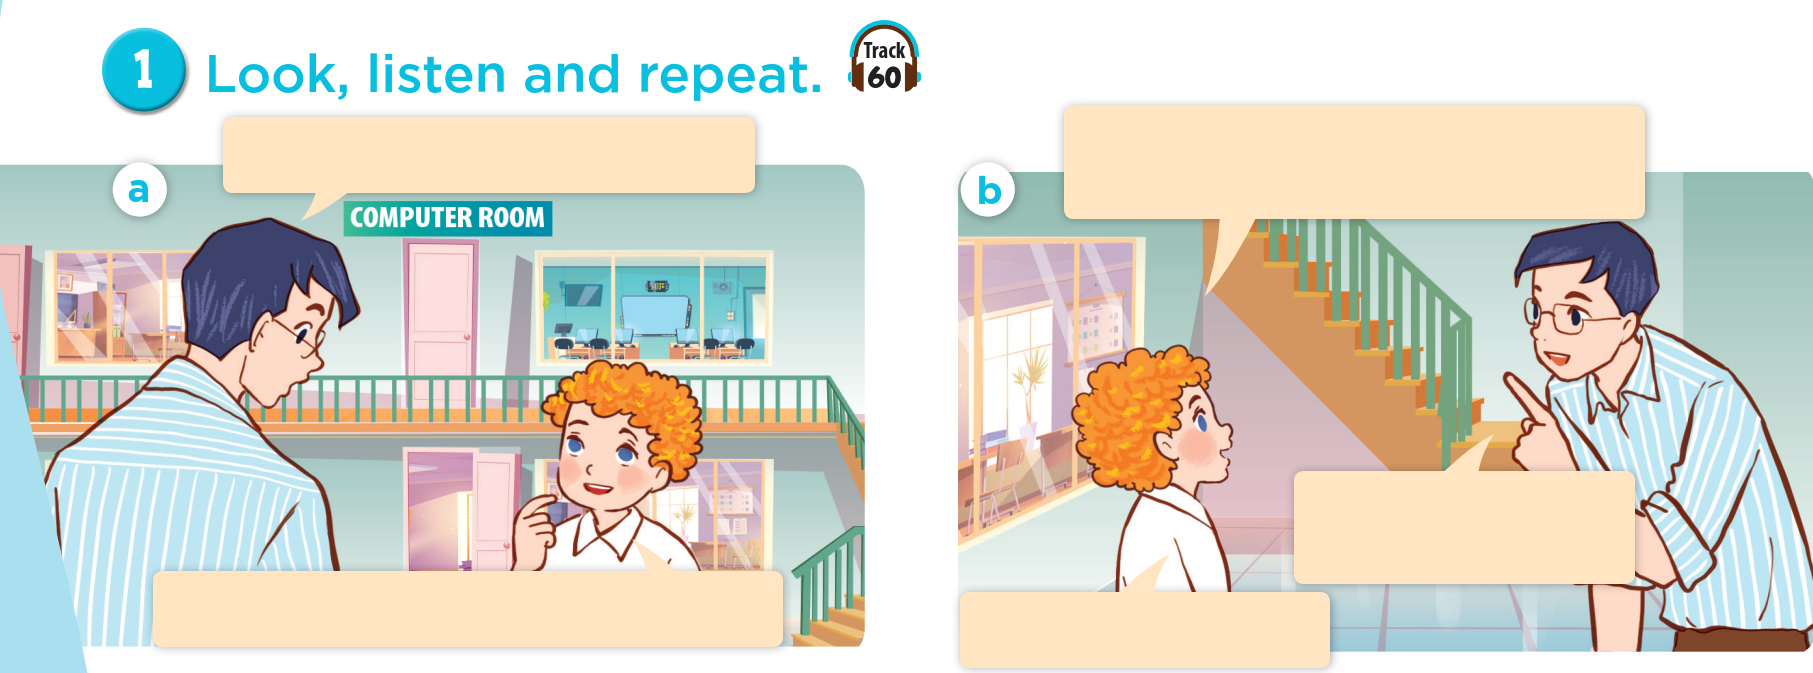 1 Look, listen and repeat.
Track
60
a
COMPUTER ROOM
b